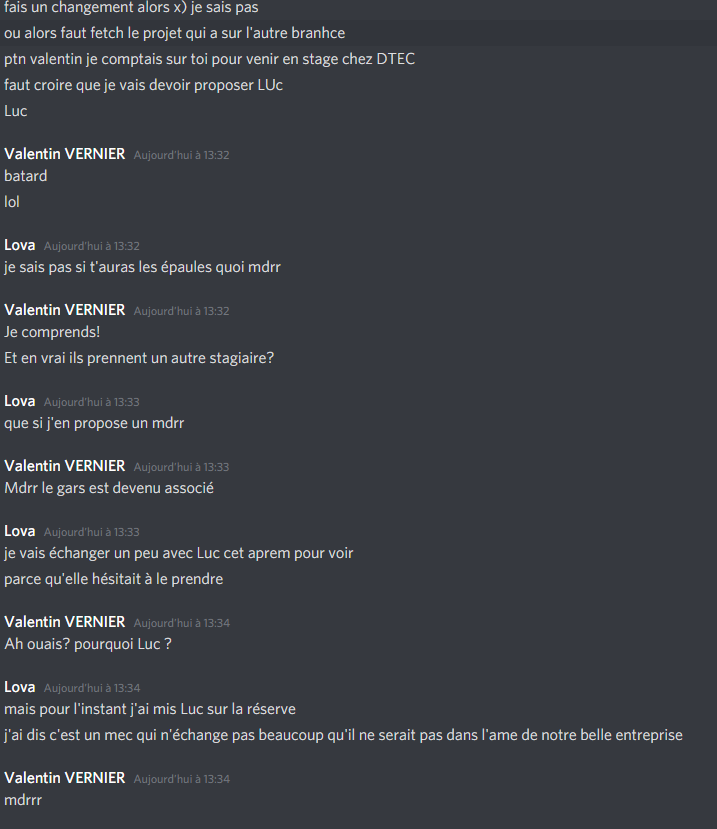 fais un changement alors x) je sais pas
ou alors faut fetch le projet qui a sur l'autre branhce
ptn valentin je comptais sur toi pour venir en stage chez DTEC
faut croire que je vais devoir proposer LUc
Luc
Valentin VERNIER Aujourd'hui à 13:32
batard
lol
Lova Aujourd'hui à 13:32
je sais pas si t'auras les épaules quoi mdrr
Valentin VERNIER Aujourd'hui à 13:32
Je comprends!
Et en vrai ils prennent un autre stagiaire?
Lova Aujourd'hui à 13:33
que si j'en propose un mdrr
Valentin VERNIER Aujourd'hui à 13:33
Mdrr le gars est devenu associé
Lova Aujourd'hui à 13:33
je vais échanger un peu avec Luc cet aprem pour voir
parce qu'elle hésitait à le prendre
Valentin VERNIER Aujourd'hui à 13:34
Ah ouais? pourquoi Luc ?
Lova Aujourd'hui à 13:34
mais pour l'instant j'ai mis Luc sur la réserve
j'ai dis c'est un mec qui n'échange pas beaucoup qu'il ne serait pas dans l'ame de notre belle entreprise
Valentin VERNIER Aujourd'hui à 13:34
mdrrr